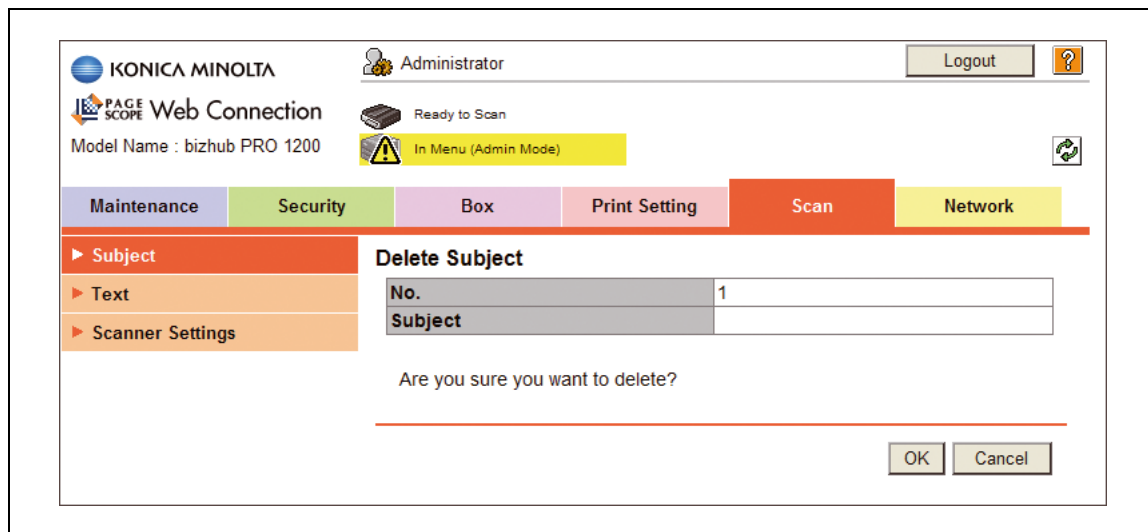 KONICA MINOLTA
Administrator
Logout
?
PAGE SCOPE Web Connection
Ready to Scan
Model Name : bizhub PRO 1200
In Menu (Admin Mode)
Maintenance Security Box Print Setting Scan Network
Subject
Text
Scanner Settings
Delete Subject
No. 1
Subject
Are you sure you want to delete?
OK Cancel